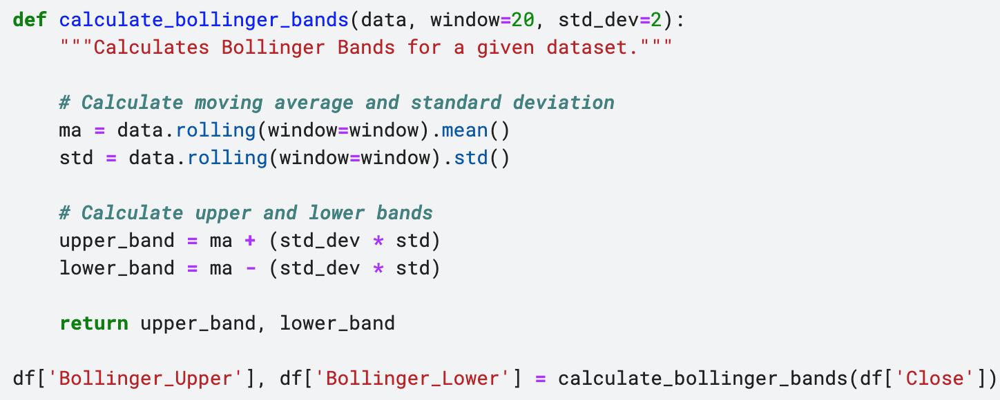 def calculate_bollinger_bands(data, window=20, std_dev=2):
    """Calculates Bollinger Bands for a given dataset."""
    # Calculate moving average and standard deviation
    ma = data.rolling(window=window).mean()
    std = data.rolling(window=window).std()
    # Calculate upper and lower bands
    upper_band = ma + (std_dev * std)
    lower_band = ma - (std_dev * std)
    return upper_band, lower_band
df['Bollinger_Upper'], df['Bollinger_Lower'] = calculate_bollinger_bands(df['Close'])